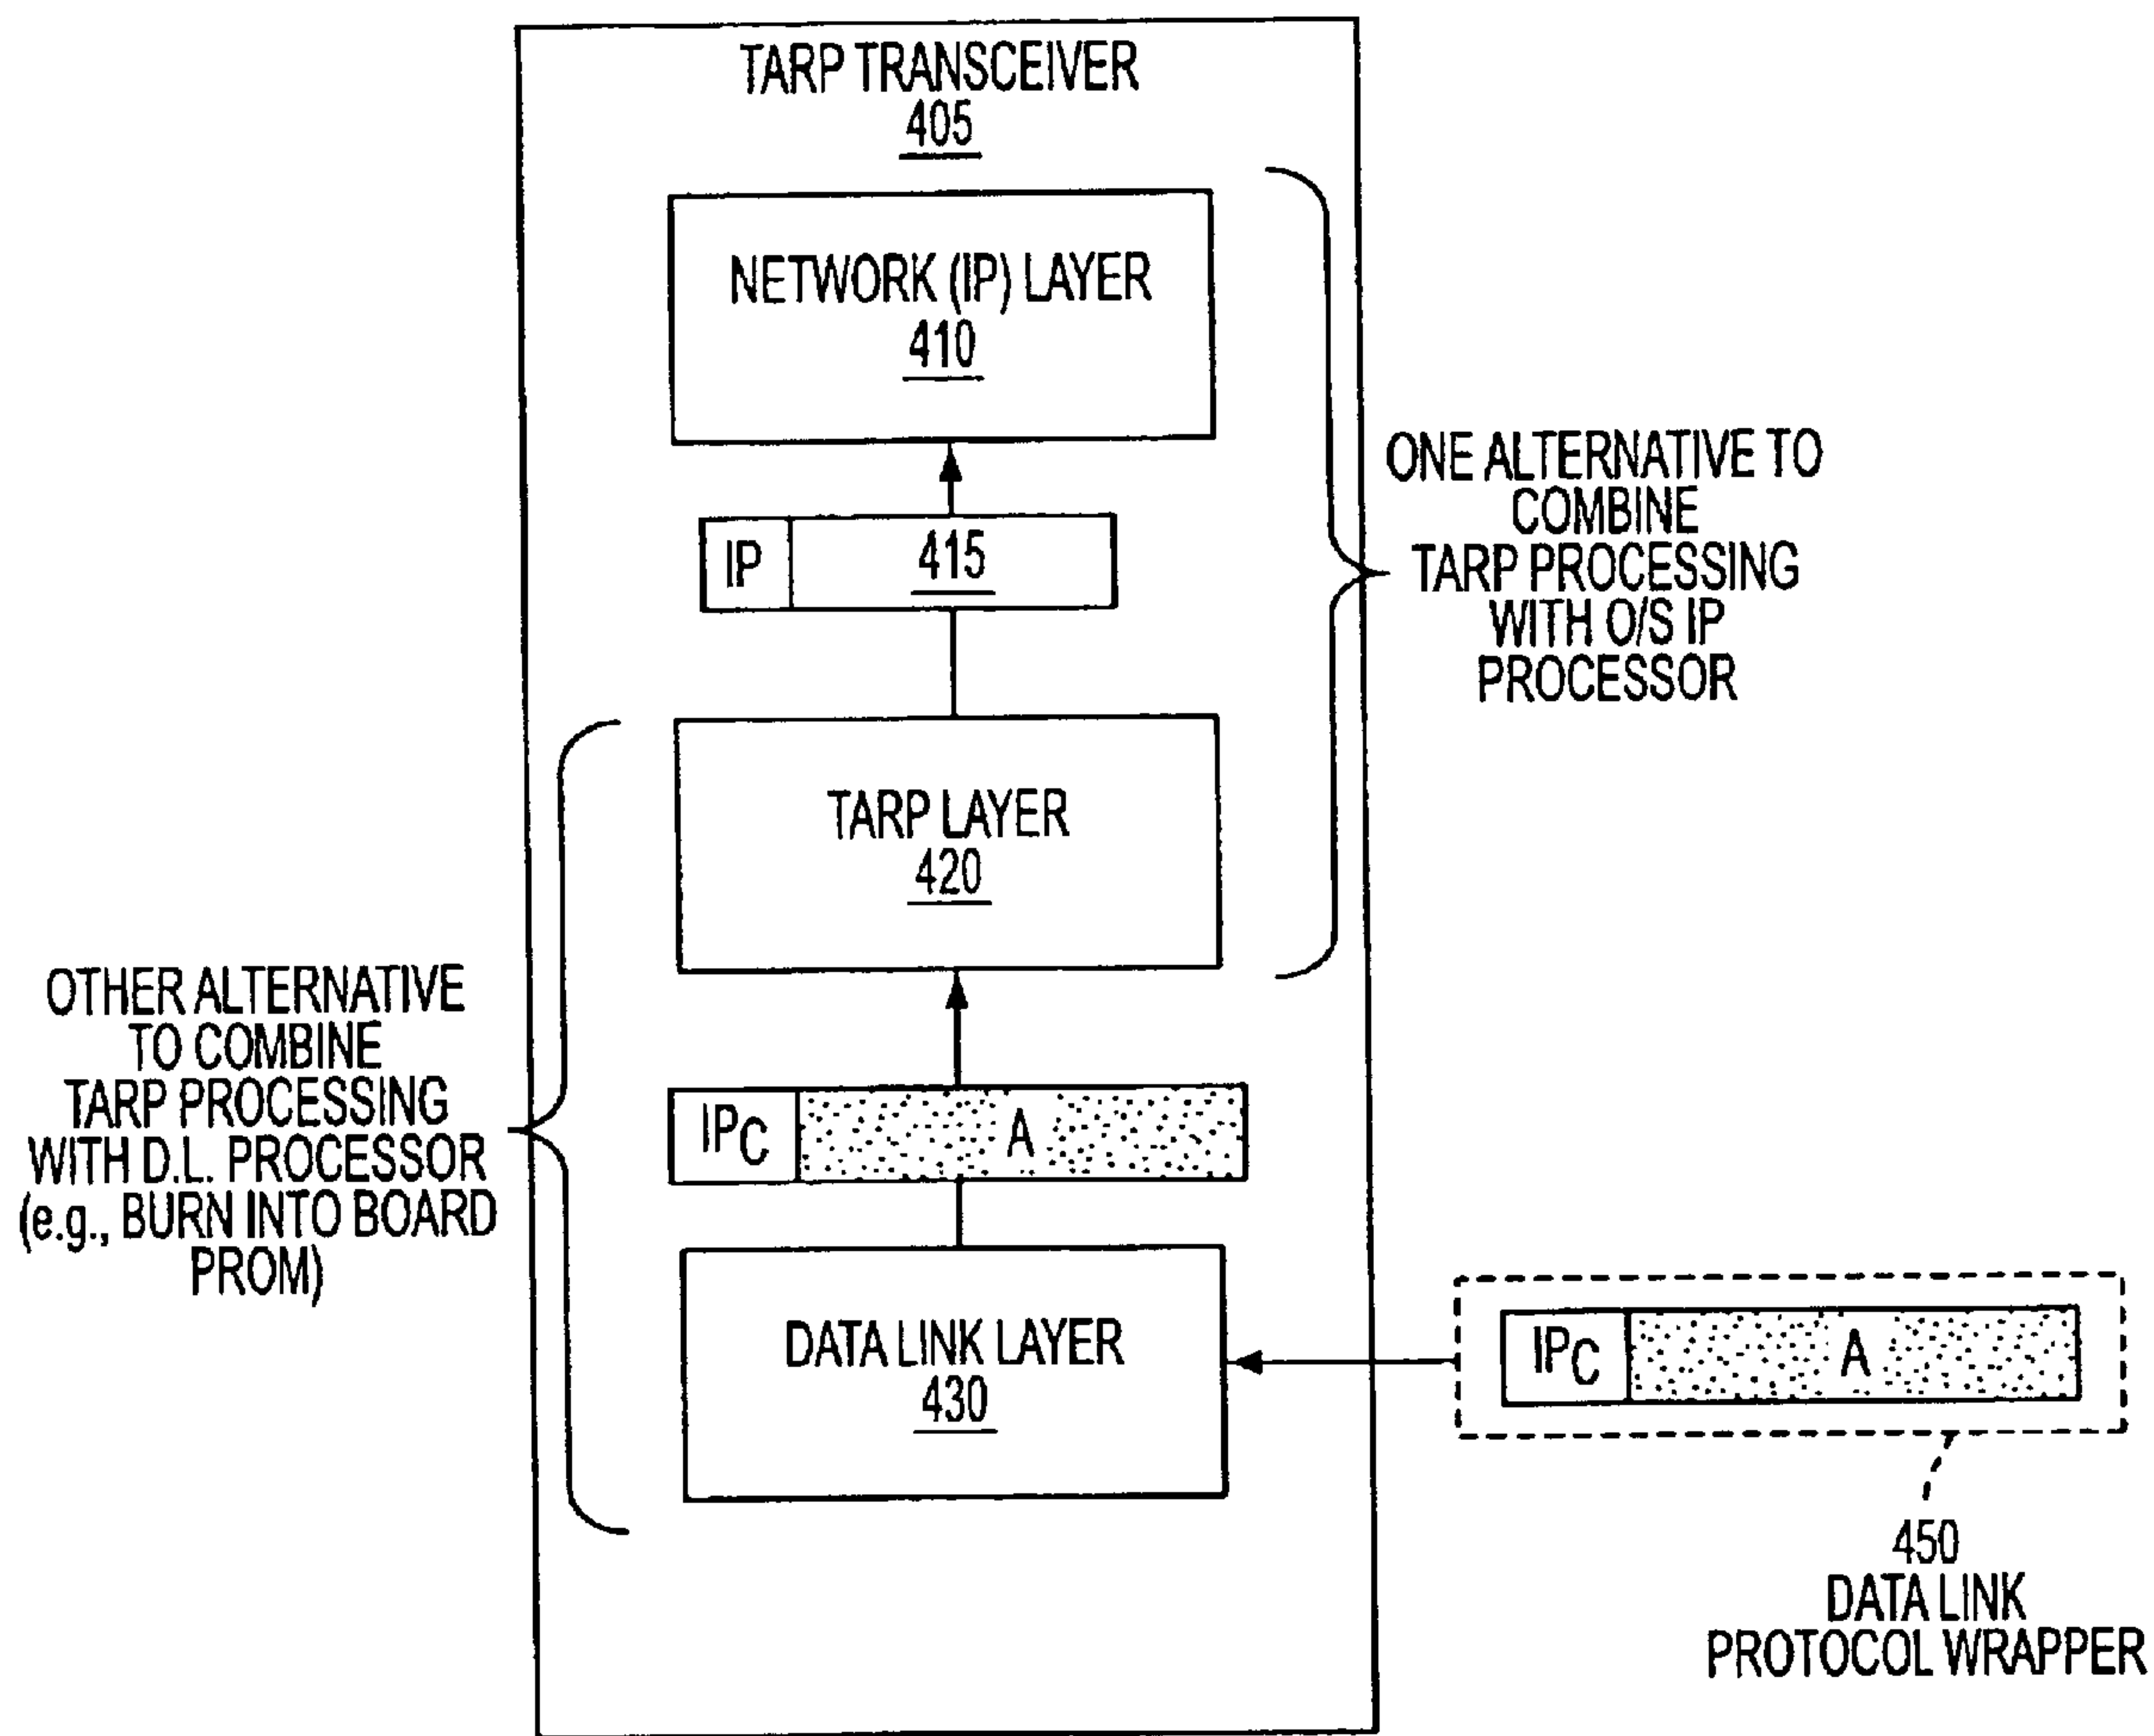 TARP TRANSCEIVER
405
NETWORK (IP) LAYER
410
IP
415
ONE ALTERNATIVE TO
COMBINE
TARP PROCESSING
WITH O/S IP
PROCESSOR
TARP LAYER
420
OTHER ALTERNATIVE
TO COMBINE
TARP PROCESSING
WITH D.L. PROCESSOR
(e.g., BURN INTO BOARD
PROM)
IPC
A
DATA LINK LAYER
430
IPC
A
450
DATA LINK
PROTOCOL WRAPPER